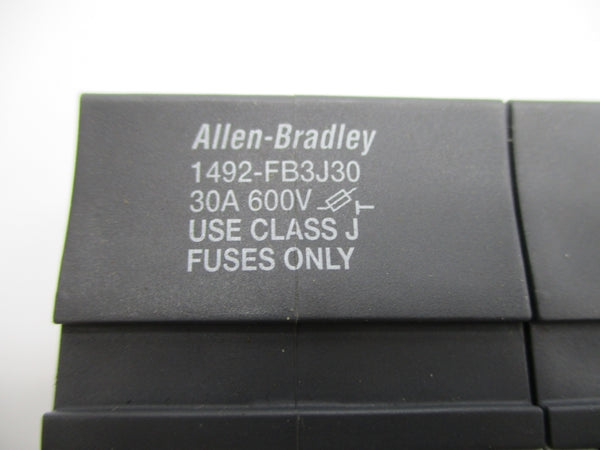 Allen-Bradley
1492-FB3J30
30A 600V
USE CLASS J
FUSES ONLY